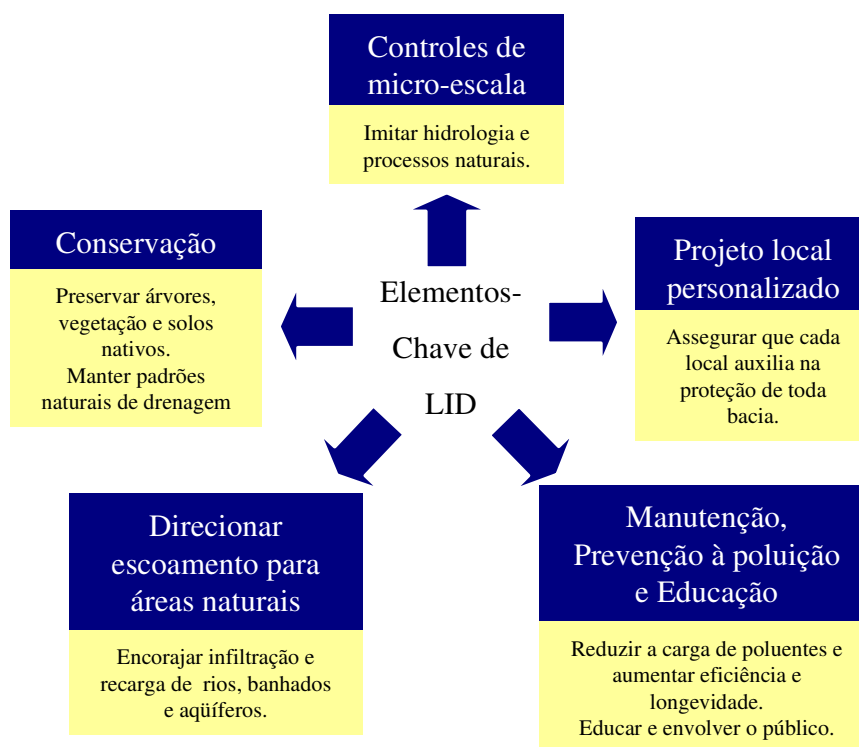 Controles de
micro-escala
Imitar hidrologia e
processos naturais.
Conservação
Preservar árvores,
vegetação e solos
nativos.
Manter padrões
naturais de drenagem
Elementos-
Chave de
LID
Projeto local
personalizado
Assegurar que cada
local auxilia na
proteção de toda
bacia.
Direcionar
escoamento para
áreas naturais
Encorajar infiltração e
recarga de rios, banhados
e aqüíferos.
Manutenção,
Prevenção à poluição
e Educação
Reduzir a carga de poluentes e
aumentar eficiência e
longevidade.
Educar e envolver o público.